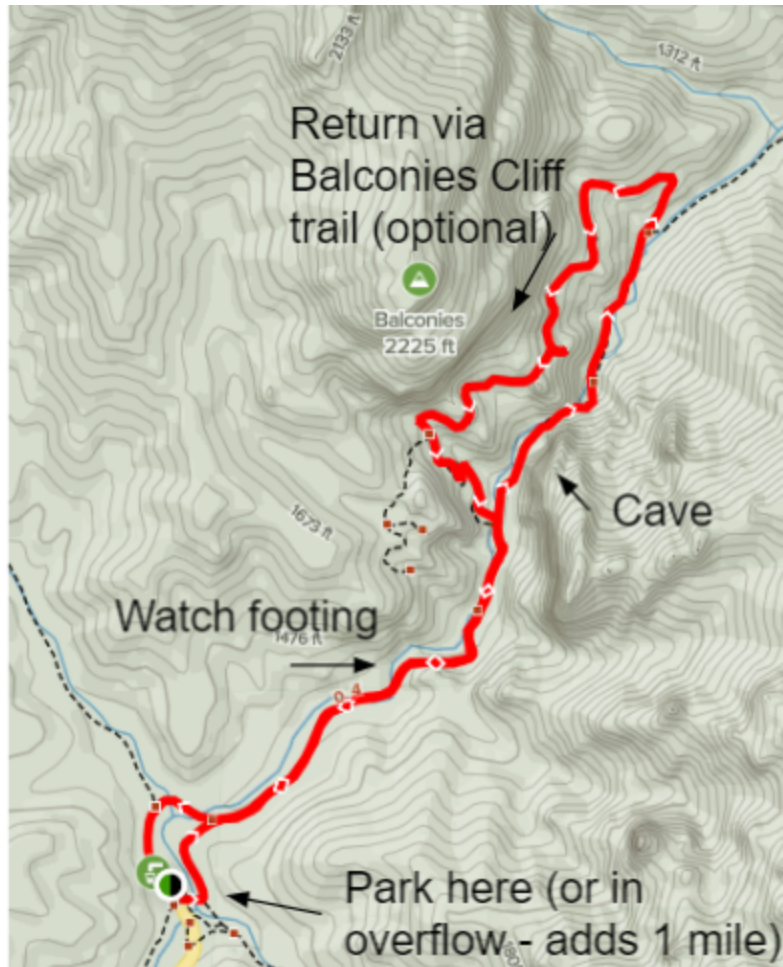 2133 ft
1312 ft
Return via
Balconies Cliff
trail (optional)
Balconies
2225 ft
Cave
1673 ft
Watch footing
1476 ft
0.4
Park here (or in
overflow - adds 1 mile)